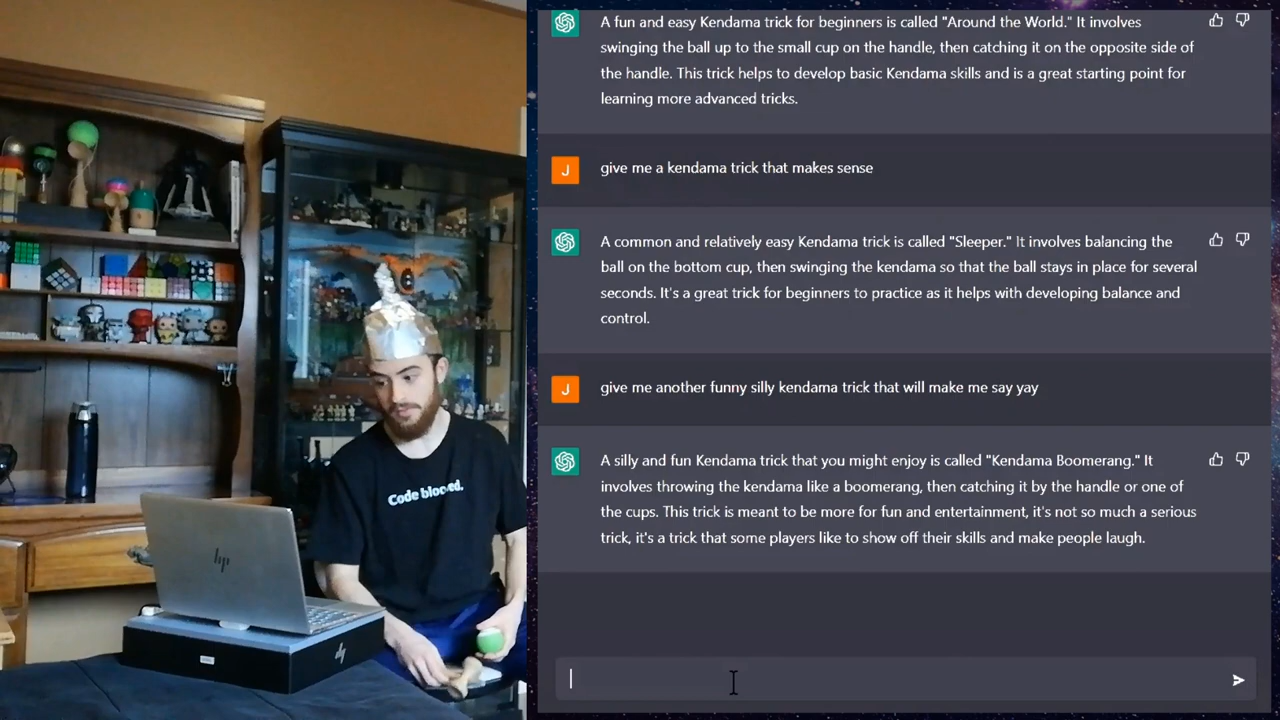 A fun and easy Kendama trick for beginners is called "Around the World." It involves
swinging the ball up to the small cup on the handle, then catching it on the opposite side of
the handle. This trick helps to develop basic Kendama skills and is a great starting point for
learning more advanced tricks.
J
give me a kendama trick that makes sense
A common and relatively easy Kendama trick is called "Sleeper." It involves balancing the
ball on the bottom cup, then swinging the kendama so that the ball stays in place for several
seconds. It's a great trick for beginners to practice as it helps with developing balance and
control.
J
give me another funny silly kendama trick that will make me say yay
A silly and fun Kendama trick that you might enjoy is called "Kendama Boomerang." It
involves throwing the kendama like a boomerang, then catching it by the handle or one of
the cups. This trick is meant to be more for fun and entertainment, it's not so much a serious
trick, it's a trick that some players like to show off their skills and make people laugh.
Code blooded.
hp
hp